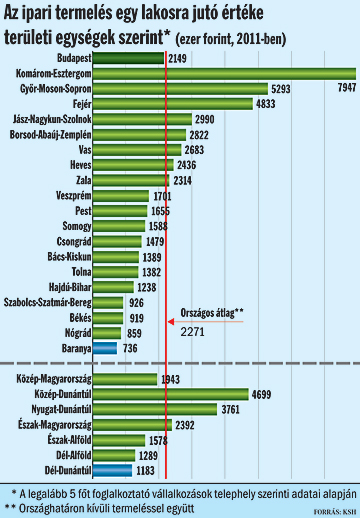 Az ipari termelés egy lakosra jutó értéke
területi egységek szerint* (ezer forint, 2011-ben)
Budapest 2149
Komárom-Esztergom 7947
Győr-Moson-Sopron 5293
Fejér 4833
Jász-Nagykun-Szolnok 2990
Borsod-Abaúj-Zemplén 2822
Vas 2683
Heves 2436
Zala 2314
Veszprém 1701
Pest 1655
Somogy 1588
Csongrád 1479
Bács-Kiskun 1389
Tolna 1382
Hajdú-Bihar 1238
Szabolcs-Szatmár-Bereg 926
Békés 919
Nógrád 859
Baranya 736
Országos átlag**
2271
Közép-Magyarország 1943
Közép-Dunántúl 4699
Nyugat-Dunántúl 3761
Észak-Magyarország 2392
Észak-Alföld 1578
Dél-Alföld 1289
Dél-Dunántúl 1183
* A legalább 5 főt foglalkoztató vállalkozások telephely szerinti adatai alapján
** Országhatáron kívüli termeléssel együtt
FORRÁS: KSH